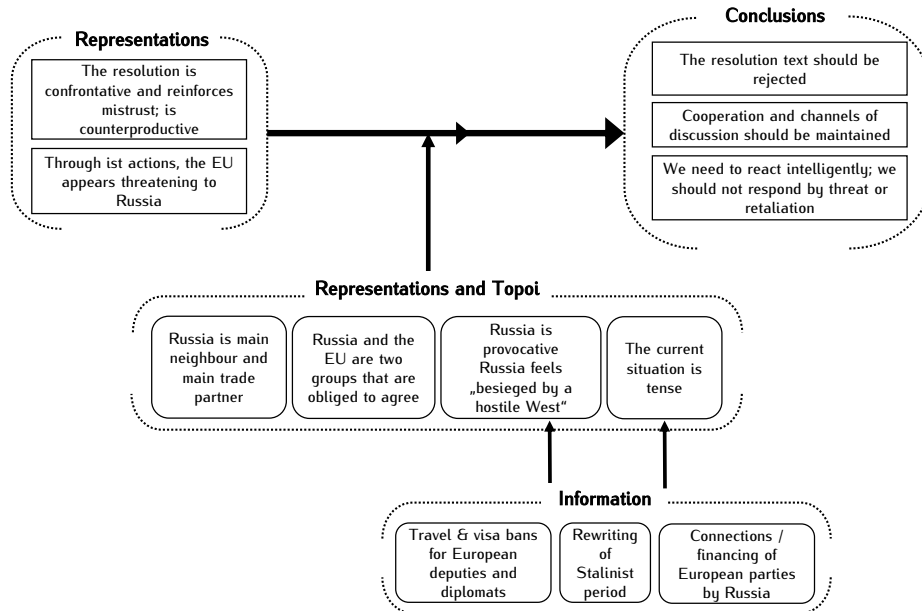 Representations
The resolution is
confrontative and reinforces
mistrust; is
counterproductive
Through ist actions, the EU
appears threatening to
Russia
Conclusions
The resolution text should be
rejected
Cooperation and channels of
discussion should be maintained
We need to react intelligently; we
should not respond by threat or
retaliation
Representations and Topoi
Russia is main
neighbour and
main trade
partner
Russia and the
EU are two
groups that are
obliged to agree
Russia is
provocative
Russia feels
„besieged by a
hostile West“
The current
situation is
tense
Information
Travel & visa bans
for European
deputies and
diplomats
Rewriting
of
Stalinist
period
Connections /
financing of
European parties
by Russia